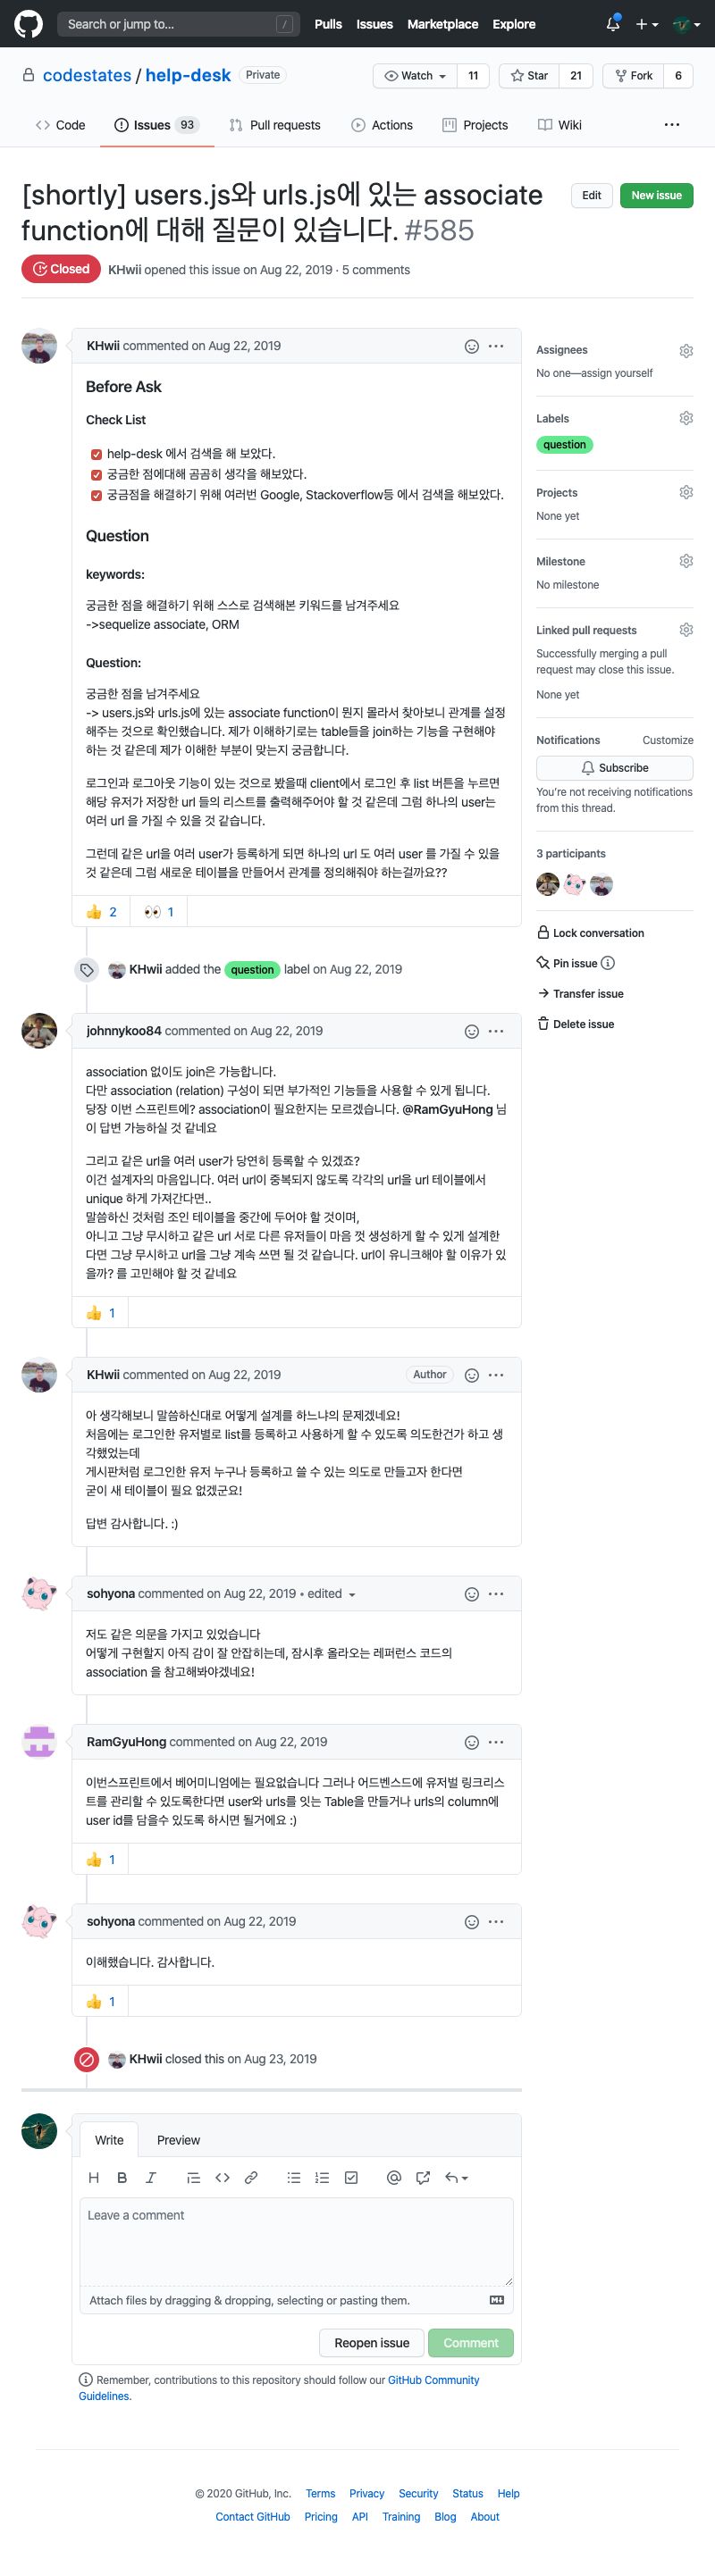 Search or jump to... /
Pulls Issues Marketplace Explore
codestates / help-desk Private
Watch 11 Star 21 Fork 6
Code Issues 93 Pull requests Actions Projects Wiki ...
[shortly] users.js와 urls.js에 있는 associate
function에 대해 질문이 있습니다. #585
Edit New issue
Closed KHwii opened this issue on Aug 22, 2019 · 5 comments
KHwii commented on Aug 22, 2019
Before Ask
Check List
help-desk 에서 검색을 해 보았다.
궁금한 점에대해 곰곰히 생각을 해보았다.
궁금점을 해결하기 위해 여러번 Google, Stackoverflow등 에서 검색을 해보았다.
Question
keywords:
궁금한 점을 해결하기 위해 스스로 검색해본 키워드를 남겨주세요
->sequelize associate, ORM
Question:
궁금한 점을 남겨주세요
-> users.js와 urls.js에 있는 associate function이 뭔지 몰라서 찾아보니 관계를 설정
해주는 것으로 확인했습니다. 제가 이해하기로는 table들을 join하는 기능을 구현해야
하는 것 같은데 제가 이해한 부분이 맞는지 궁금합니다.
로그인과 로그아웃 기능이 있는 것으로 봤을때 client에서 로그인 후 list 버튼을 누르면
해당 유저가 저장한 url 들의 리스트를 출력해주어야 할 것 같은데 그럼 하나의 user는
여러 url 을 가질 수 있을 것 같습니다.
그런데 같은 url을 여러 user가 등록하게 되면 하나의 url 도 여러 user 를 가질 수 있을
것 같은데 그럼 새로운 테이블을 만들어서 관계를 정의해줘야 하는걸까요??
👍 2 👀 1
KHwii added the question label on Aug 22, 2019
johnnykoo84 commented on Aug 22, 2019
association 없이도 join은 가능합니다.
다만 association (relation) 구성이 되면 부가적인 기능들을 사용할 수 있게 됩니다.
당장 이번 스프린트에? association이 필요한지는 모르겠습니다. @RamGyuHong 님
이 답변 가능하실 것 같네요
그리고 같은 url을 여러 user가 당연히 등록할 수 있겠죠?
이건 설계자의 마음입니다. 여러 url이 중복되지 않도록 각각의 url을 url 테이블에서
unique 하게 가져간다면..
말씀하신 것처럼 조인 테이블을 중간에 두어야 할 것이며,
아니고 그냥 무시하고 같은 url 서로 다른 유저들이 마음 껏 생성하게 할 수 있게 설계한
다면 그냥 무시하고 url을 그냥 계속 쓰면 될 것 같습니다. url이 유니크해야 할 이유가 있
을까? 를 고민해야 할 것 같네요
👍 1
KHwii commented on Aug 22, 2019 Author
아 생각해보니 말씀하신대로 어떻게 설계를 하느냐의 문제겠네요!
처음에는 로그인한 유저별로 list를 등록하고 사용하게 할 수 있도록 의도한건가 하고 생
각했었는데
게시판처럼 로그인한 유저 누구나 등록하고 쓸 수 있는 의도로 만들고자 한다면
굳이 새 테이블이 필요 없겠군요!
답변 감사합니다. :)
sohyona commented on Aug 22, 2019 • edited
저도 같은 의문을 가지고 있었습니다
어떻게 구현할지 아직 감이 잘 안잡히는데, 잠시후 올라오는 레퍼런스 코드의
association 을 참고해봐야겠네요!
RamGyuHong commented on Aug 22, 2019
이번스프린트에서 베어미니멈에는 필요없습니다 그러나 어드벤스드에 유저벌 링크리스
트를 관리할 수 있도록한다면 user와 urls를 잇는 Table을 만들거나 urls의 column에
user id를 담을수 있도록 하시면 될거에요 :)
👍 1
sohyona commented on Aug 22, 2019
이해했습니다. 감사합니다.
👍 1
KHwii closed this on Aug 23, 2019
Write Preview
Leave a comment
Attach files by dragging & dropping, selecting or pasting them.
Reopen issue Comment
Remember, contributions to this repository should follow our GitHub Community
Guidelines.
Assignees
No one—assign yourself
Labels
question
Projects
None yet
Milestone
No milestone
Linked pull requests
Successfully merging a pull
request may close this issue.
None yet
Notifications Customize
Subscribe
You're not receiving notifications
from this thread.
3 participants
Lock conversation
Pin issue
Transfer issue
Delete issue
© 2020 GitHub, Inc. Terms Privacy Security Status Help
Contact GitHub Pricing API Training Blog About